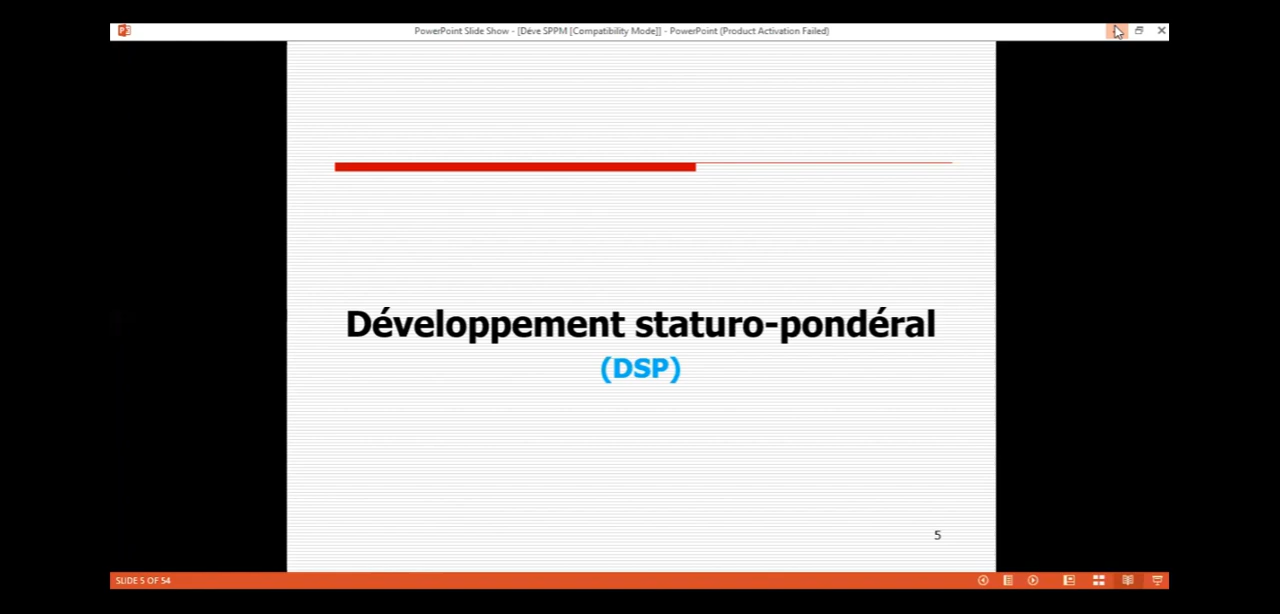 PowerPoint Slide Show - [Deve SPPM [Compatibility Mode]] - PowerPoint (Product Activation Failed)
Développement staturo-pondéral
(DSP)
5
SLIDE 5 OF 54